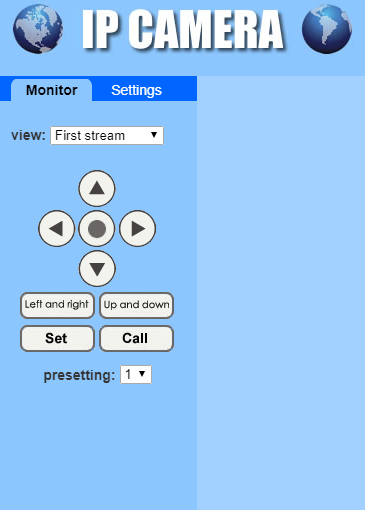 IP CAMERA
Monitor Settings
view: First stream
Left and right Up and down
Set Call
presetting: 1